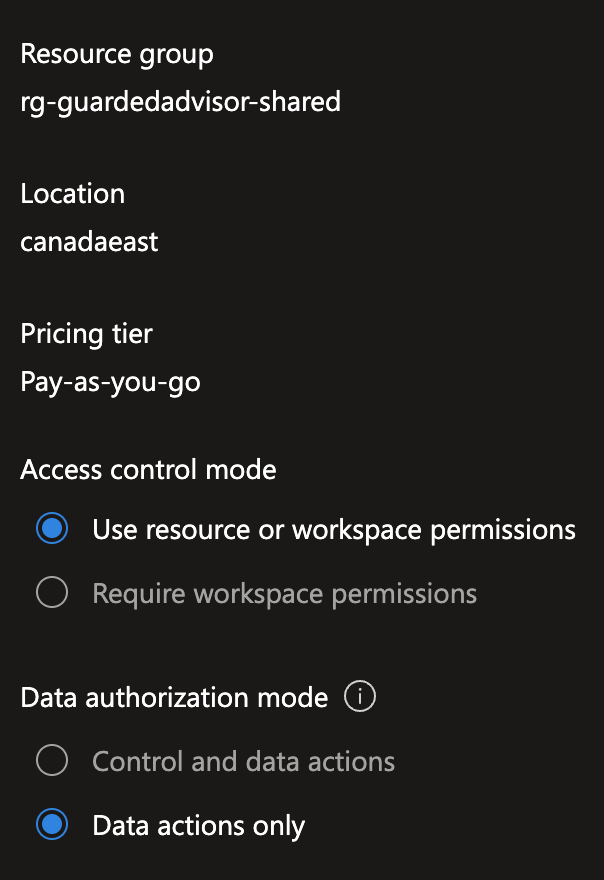 Resource group
rg-guardedadvisor-shared
Location
canadaeast
Pricing tier
Pay-as-you-go
Access control mode
Use resource or workspace permissions
Require workspace permissions
Data authorization mode
Control and data actions
Data actions only